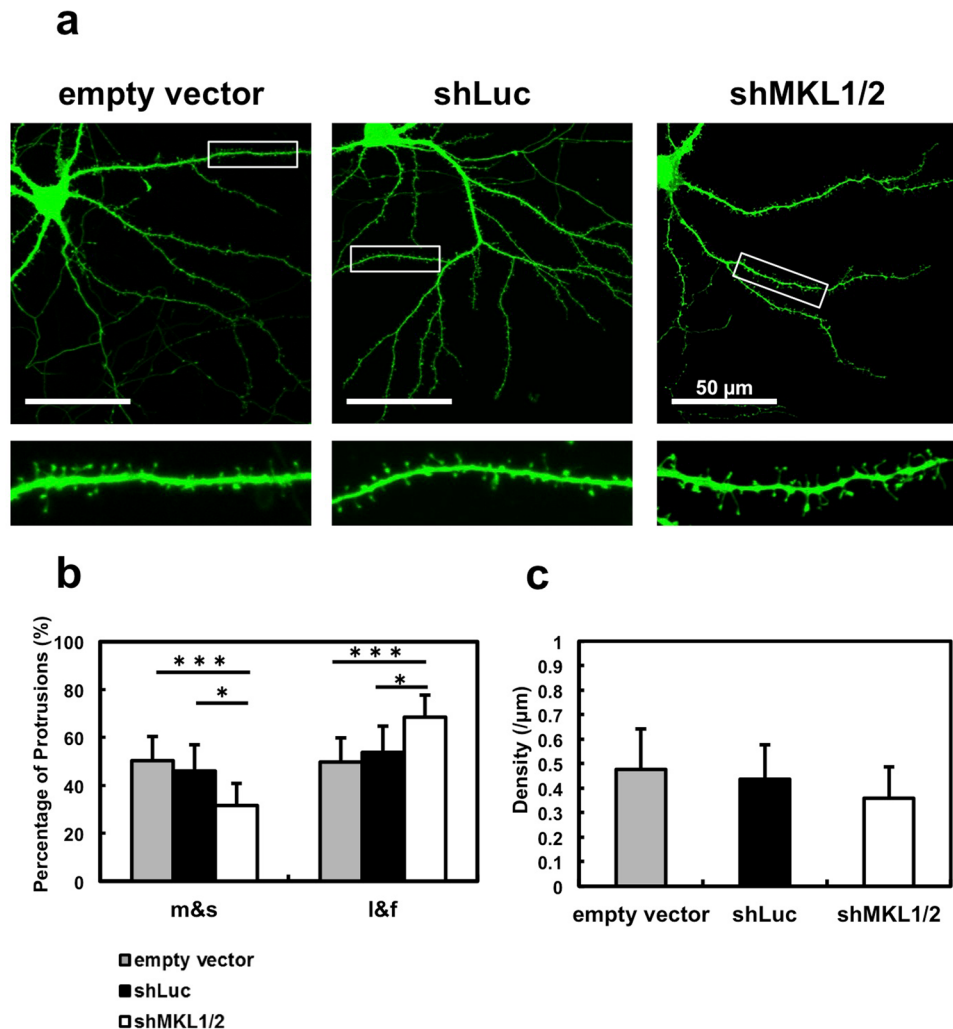 a
empty vector
shLuc
shMKL1/2
50 μm
b
Percentage of Protrusions (%)
100
80
60
40
20
0
* * *
*
* * *
*
m&s
l&f
empty vector
shLuc
shMKL1/2
c
Density (/μm)
1
0.9
0.8
0.7
0.6
0.5
0.4
0.3
0.2
0.1
0
empty vector
shLuc
shMKL1/2